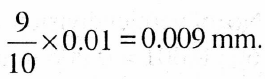 9/10 × 0.01 = 0.009 mm.